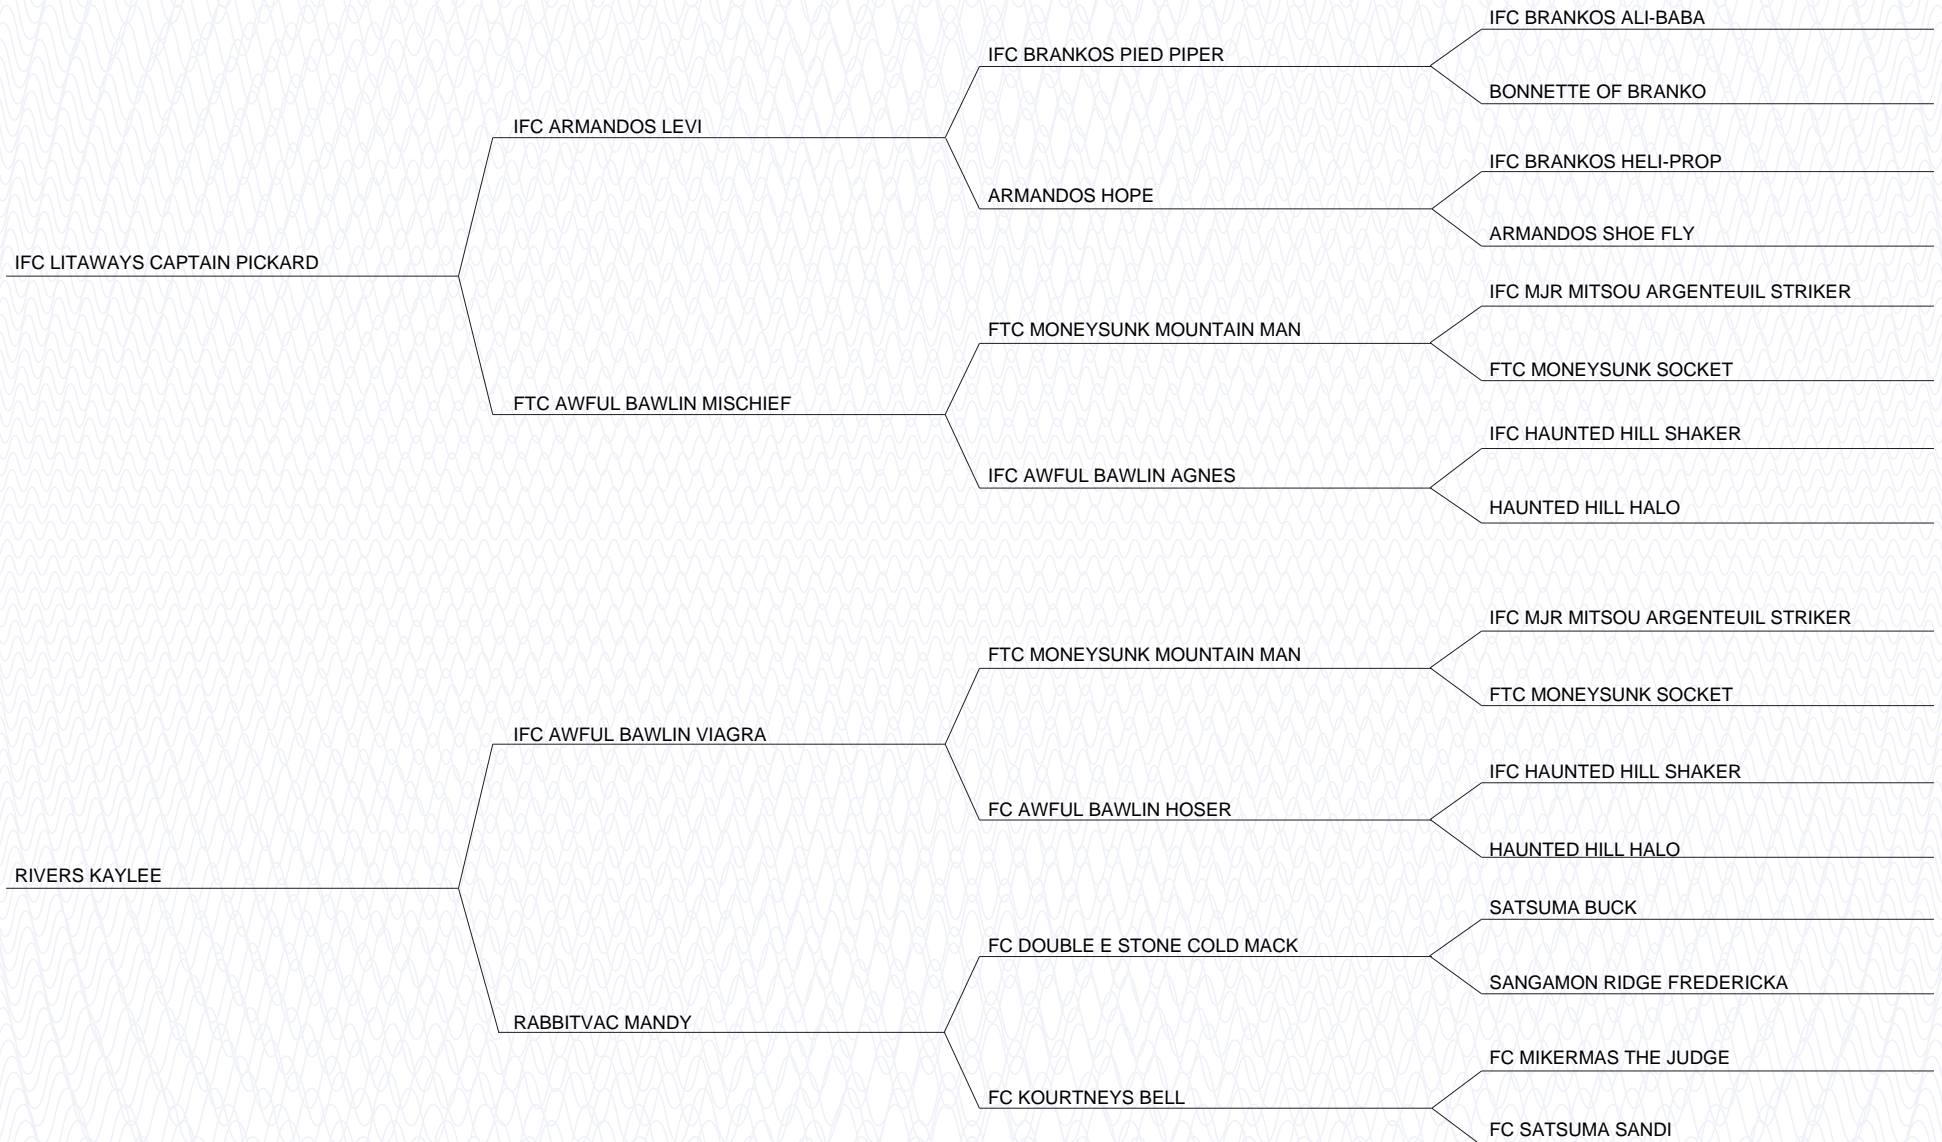 IFC BRANKOS ALI-BABA
IFC BRANKOS PIED PIPER
BONNETTE OF BRANKO
IFC ARMANDOS LEVI
IFC BRANKOS HELI-PROP
ARMANDOS HOPE
ARMANDOS SHOE FLY
IFC LITAWAYS CAPTAIN PICKARD
IFC MJR MITSOU ARGENTEUIL STRIKER
FTC MONEYSUNK MOUNTAIN MAN
FTC MONEYSUNK SOCKET
FTC AWFUL BAWLIN MISCHIEF
IFC HAUNTED HILL SHAKER
IFC AWFUL BAWLIN AGNES
HAUNTED HILL HALO
IFC MJR MITSOU ARGENTEUIL STRIKER
FTC MONEYSUNK MOUNTAIN MAN
FTC MONEYSUNK SOCKET
IFC AWFUL BAWLIN VIAGRA
IFC HAUNTED HILL SHAKER
FC AWFUL BAWLIN HOSER
HAUNTED HILL HALO
RIVERS KAYLEE
SATSUMA BUCK
FC DOUBLE E STONE COLD MACK
SANGAMON RIDGE FREDERICKA
RABBITVAC MANDY
FC MIKERMAS THE JUDGE
FC KOURTNEYS BELL
FC SATSUMA SANDI